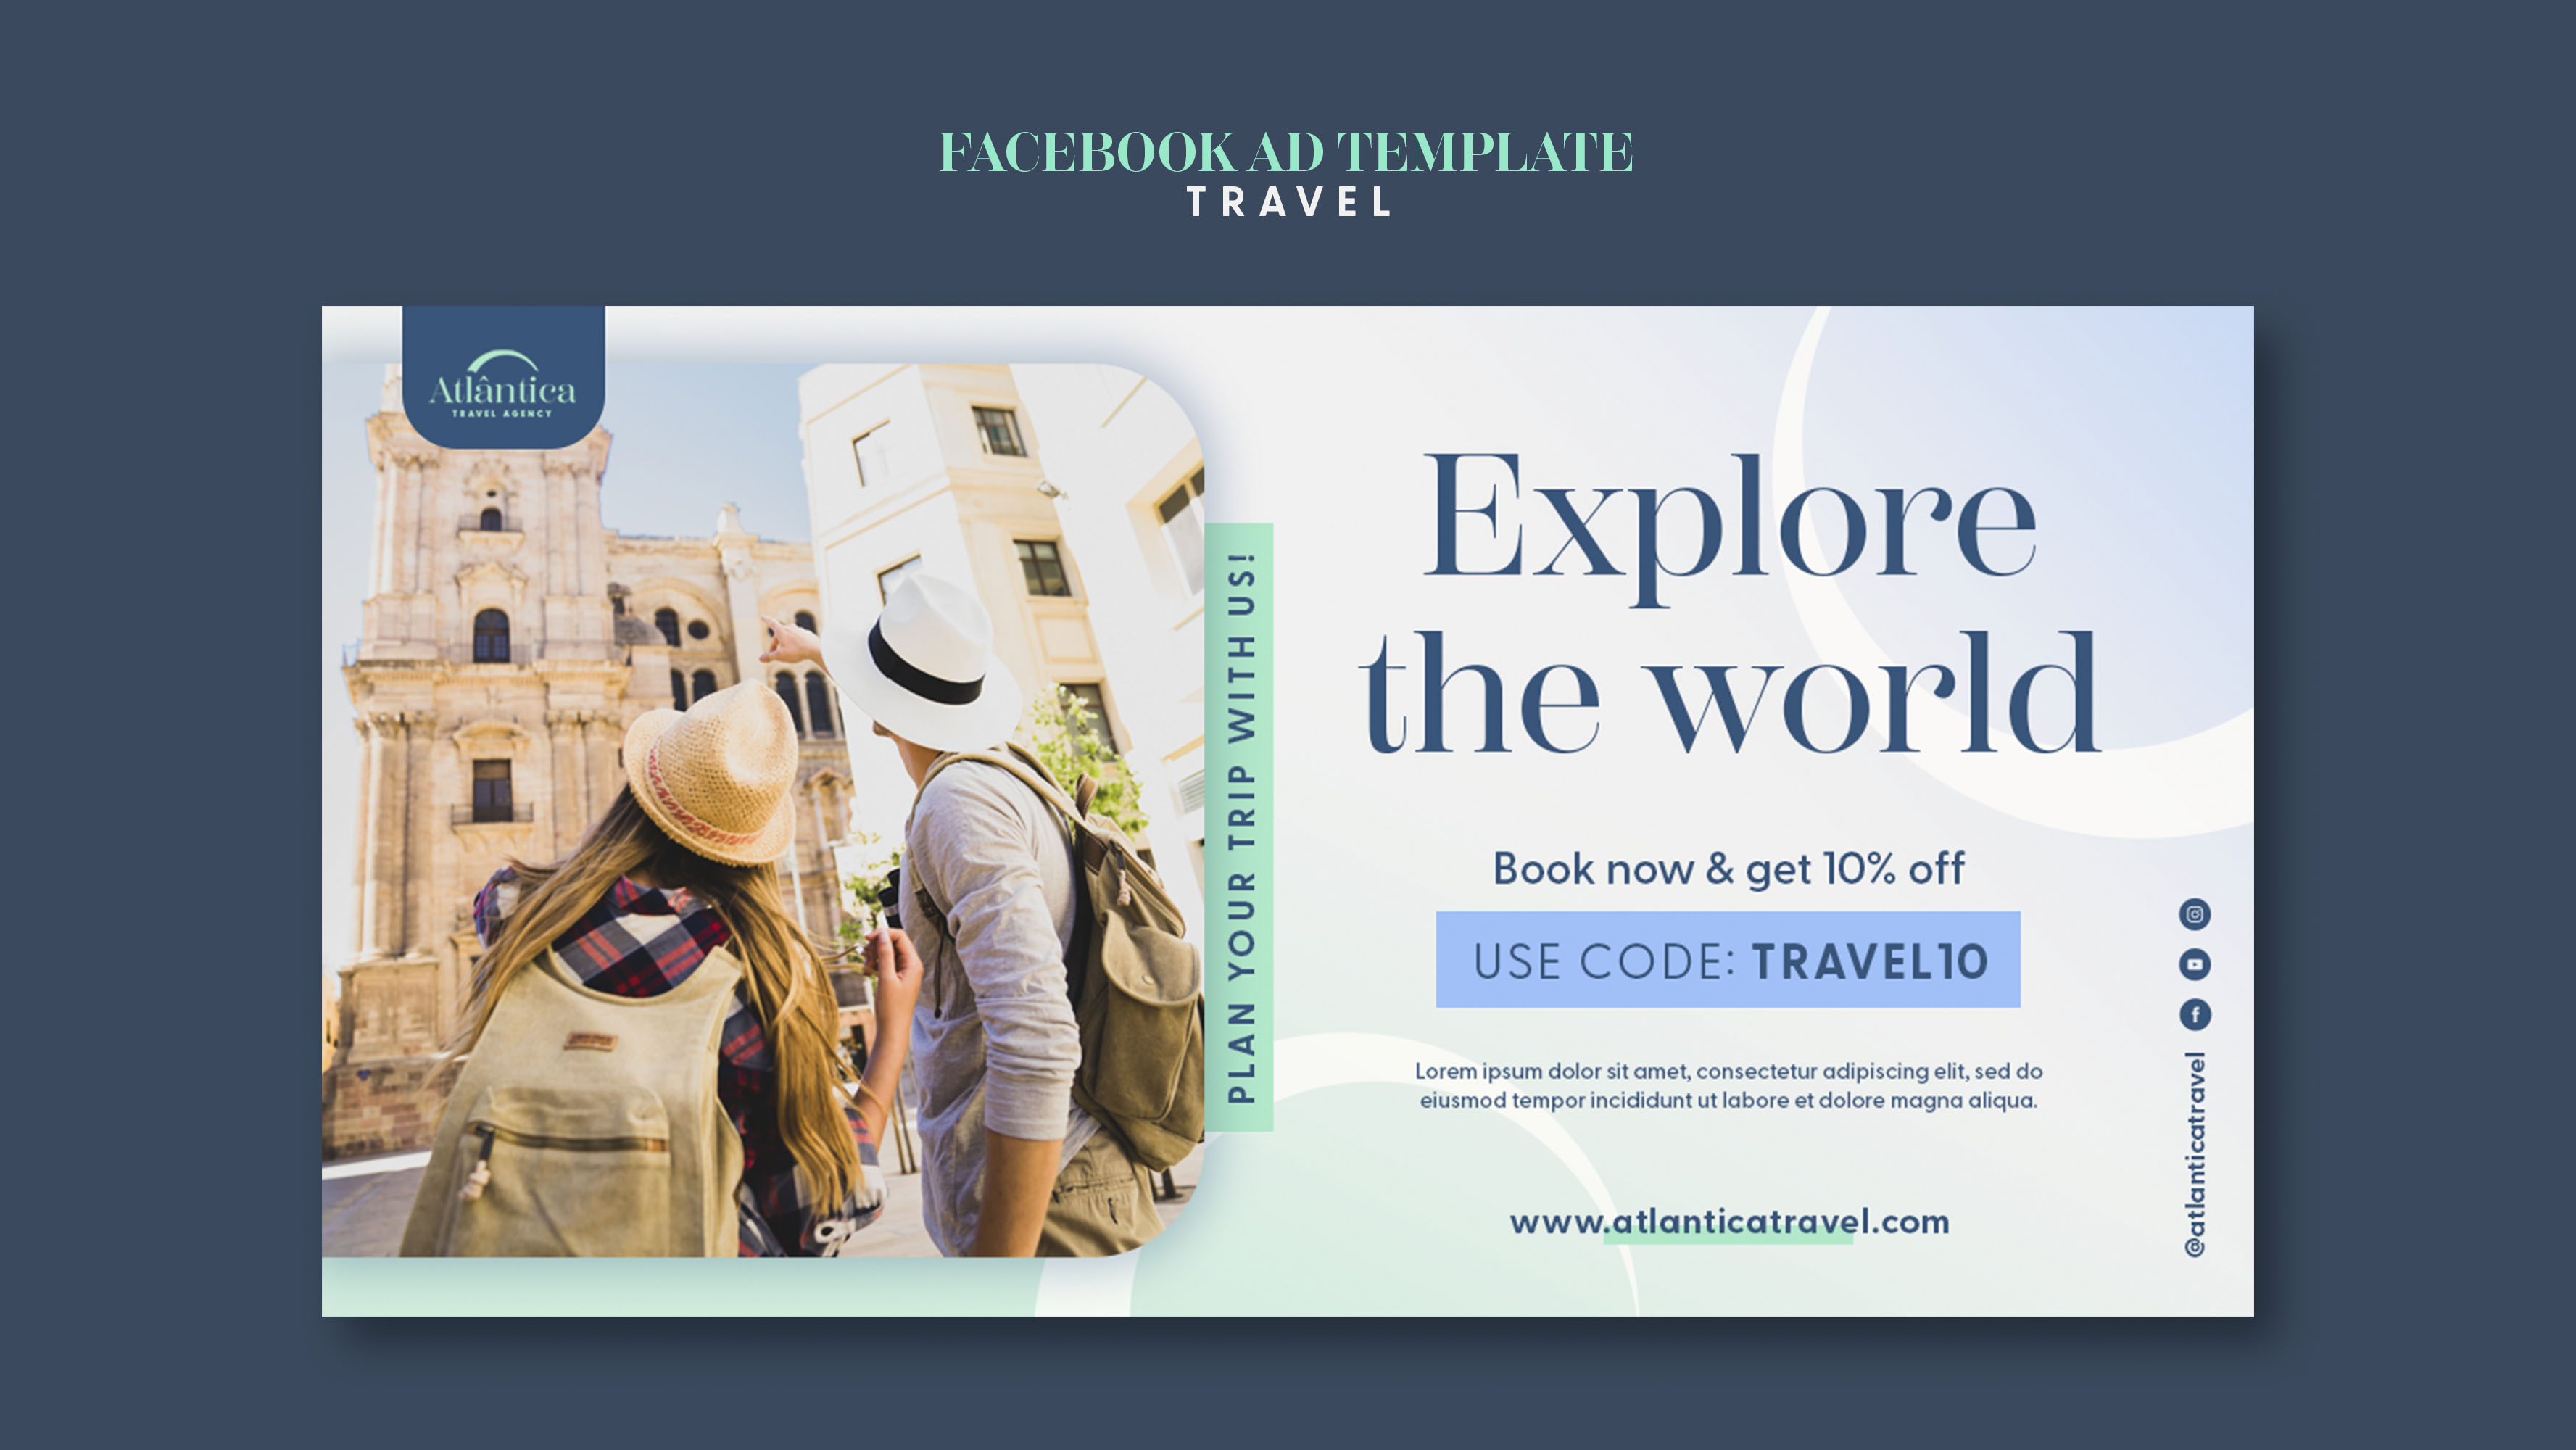 FACEBOOK AD TEMPLATE
TRAVEL
Atlântica
TRAVEL AGENCY
PLAN YOUR TRIP WITH US!
Explore
the world
Book now & get 10% off
USE CODE: TRAVEL10
Lorem ipsum dolor sit amet, consectetur adipiscing elit, sed do
eiusmod tempor incididunt ut labore et dolore magna aliqua.
www.atlanticatravel.com
@atlanticatravel